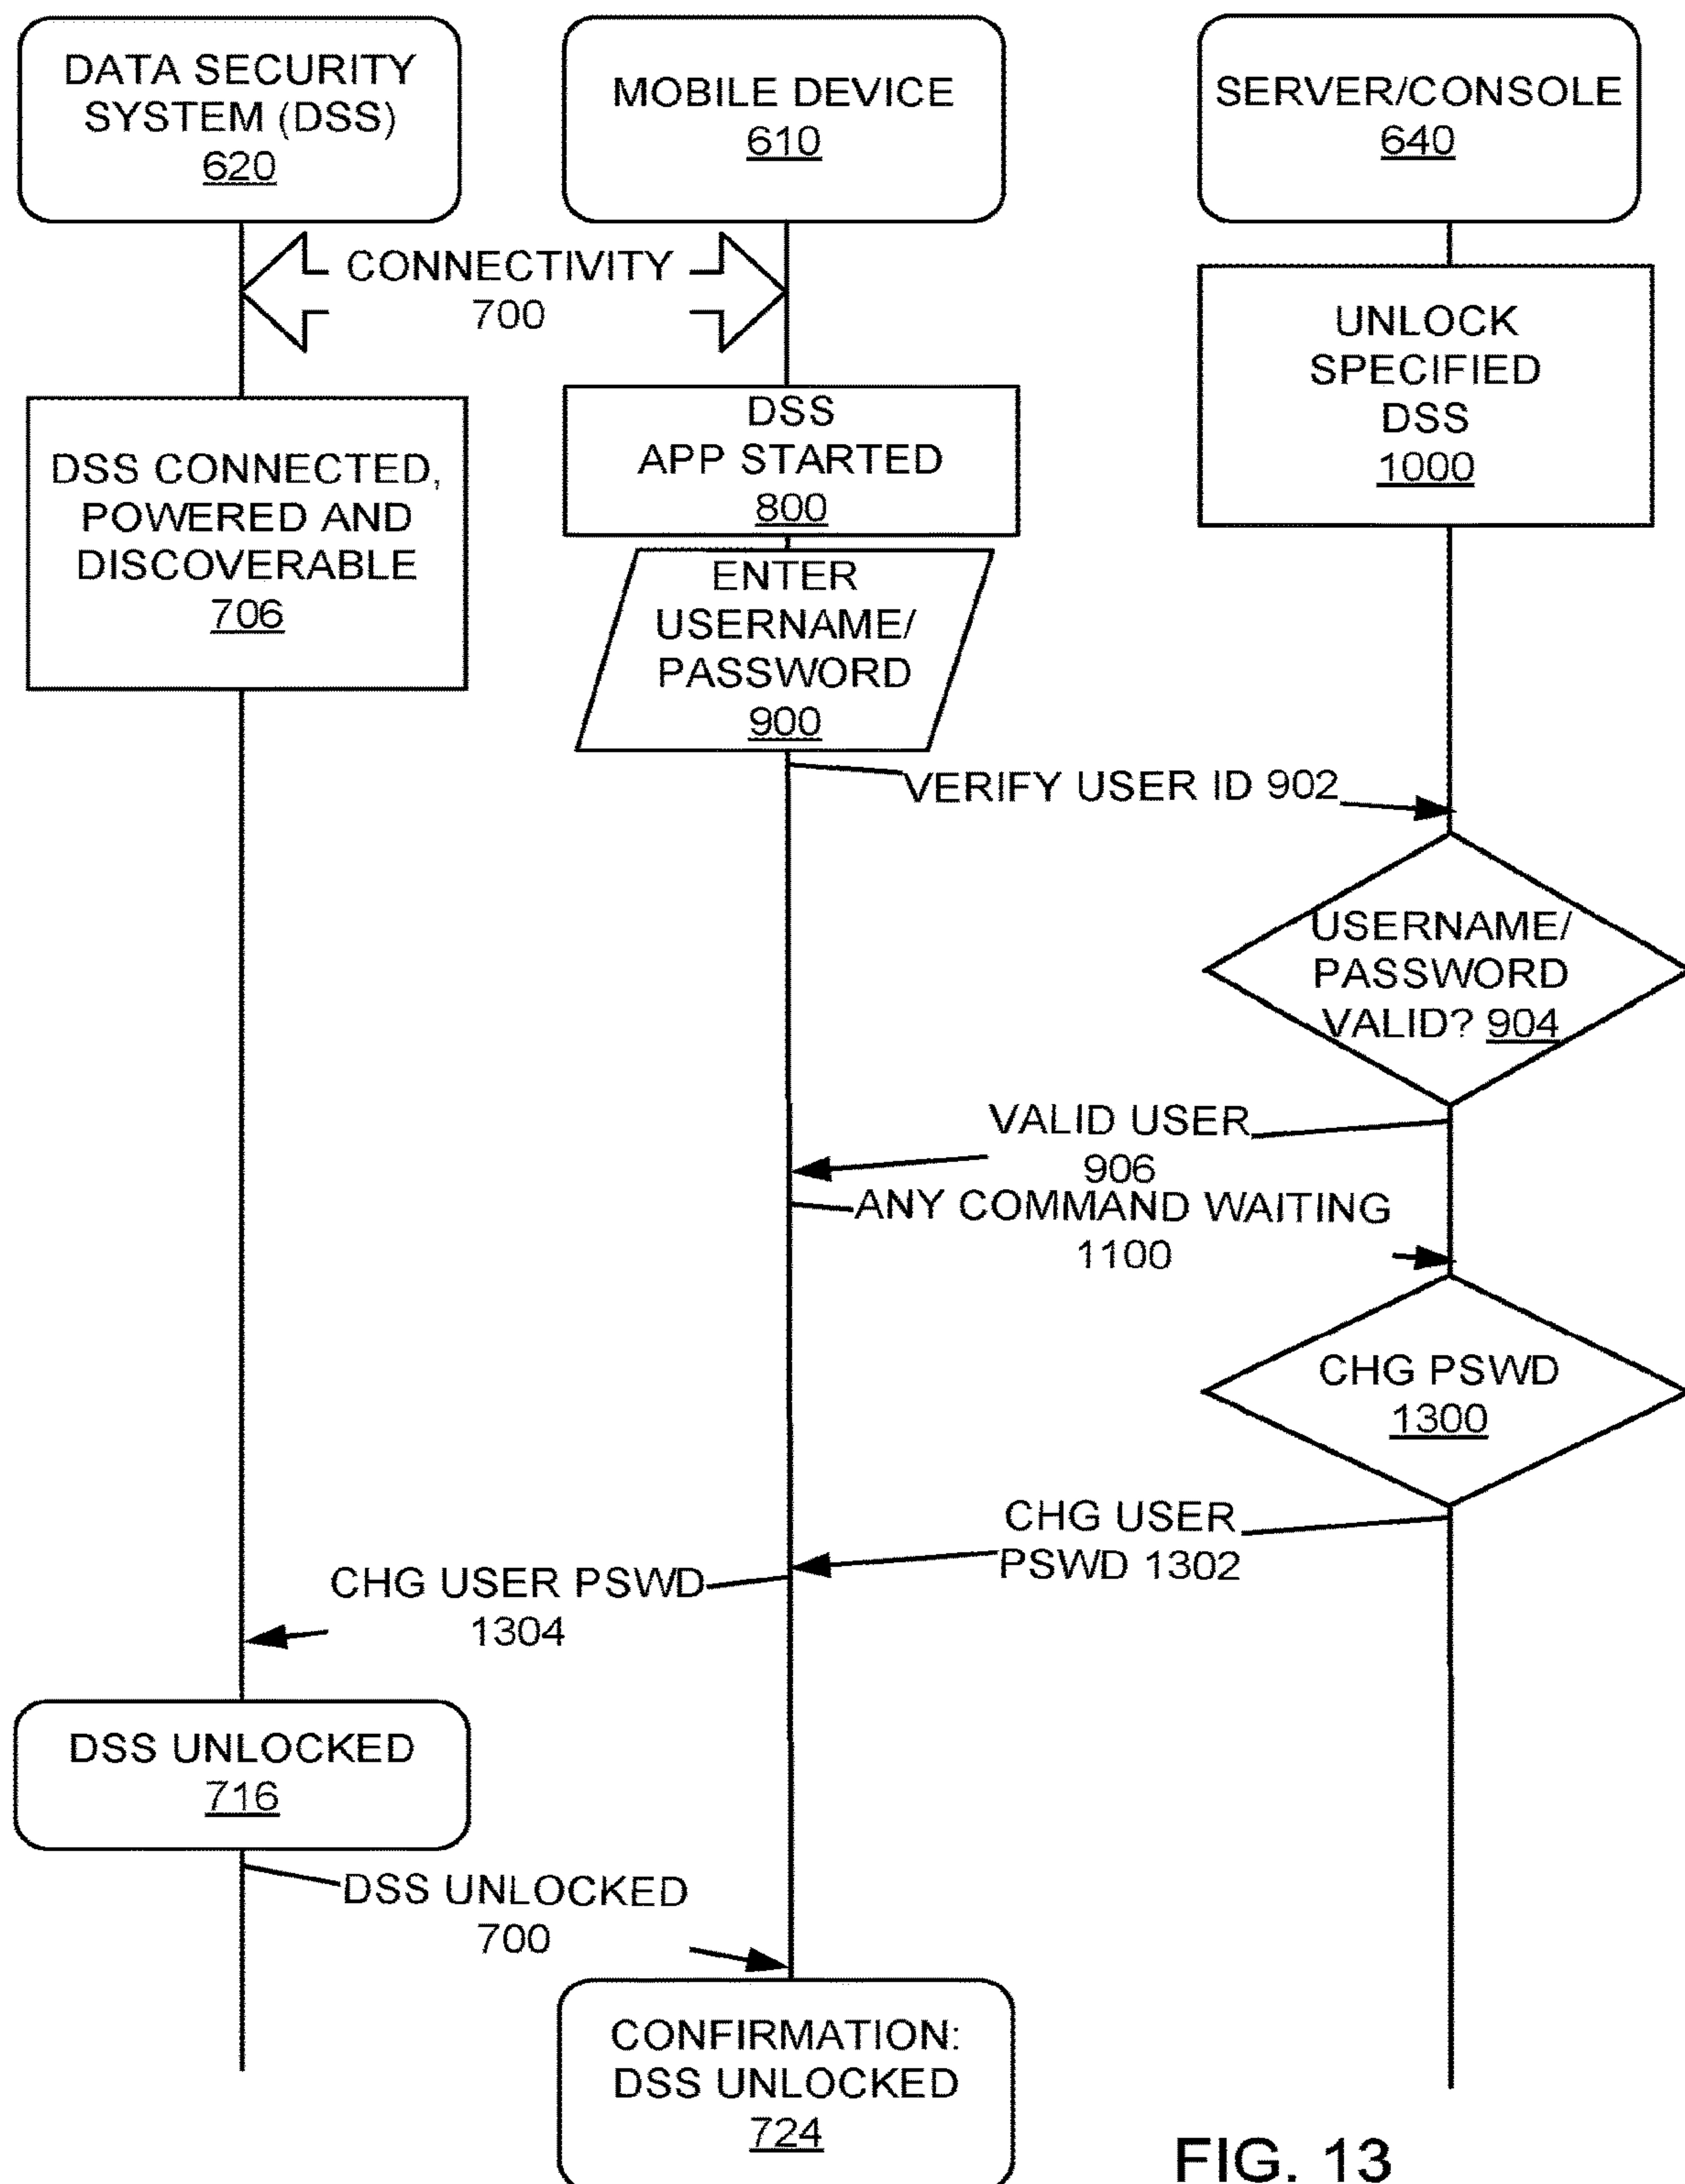 DATA SECURITY
SYSTEM (DSS)
620
MOBILE DEVICE
610
SERVER/CONSOLE
640
CONNECTIVITY
700
UNLOCK
SPECIFIED
DSS
1000
DSS CONNECTED,
POWERED AND
DISCOVERABLE
706
DSS
APP STARTED
800
ENTER
USERNAME/
PASSWORD
900
VERIFY USER ID 902
USERNAME/
PASSWORD
VALID? 904
VALID USER
906
ANY COMMAND WAITING
1100
CHG PSWD
1300
CHG USER
PSWD 1302
CHG USER PSWD
1304
DSS UNLOCKED
716
DSS UNLOCKED
700
CONFIRMATION:
DSS UNLOCKED
724
FIG. 13